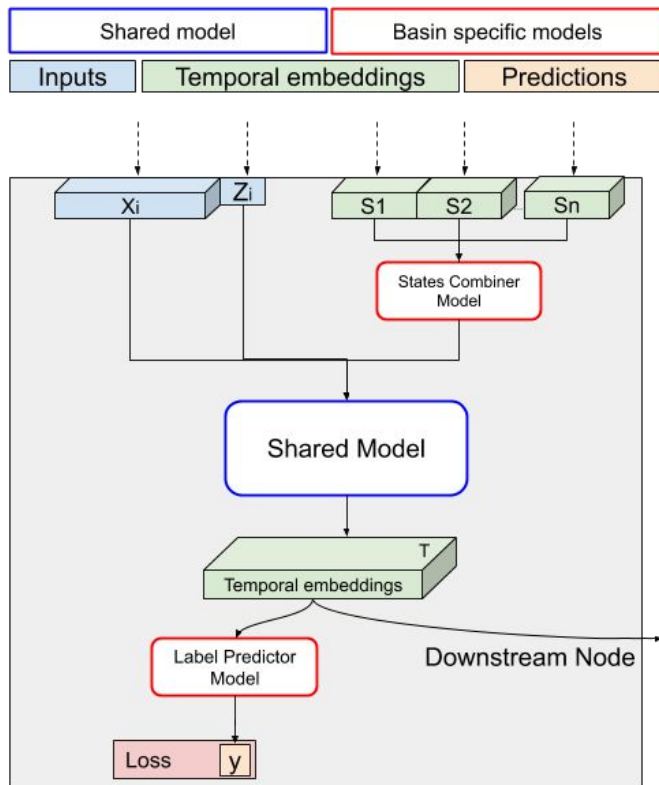 Shared model
Basin specific models
Inputs
Temporal embeddings
Predictions
Xi
Zi
S1
S2
Sn
States Combiner
Model
Shared Model
T
Temporal embeddings
Label Predictor
Model
Downstream Node
Loss
y